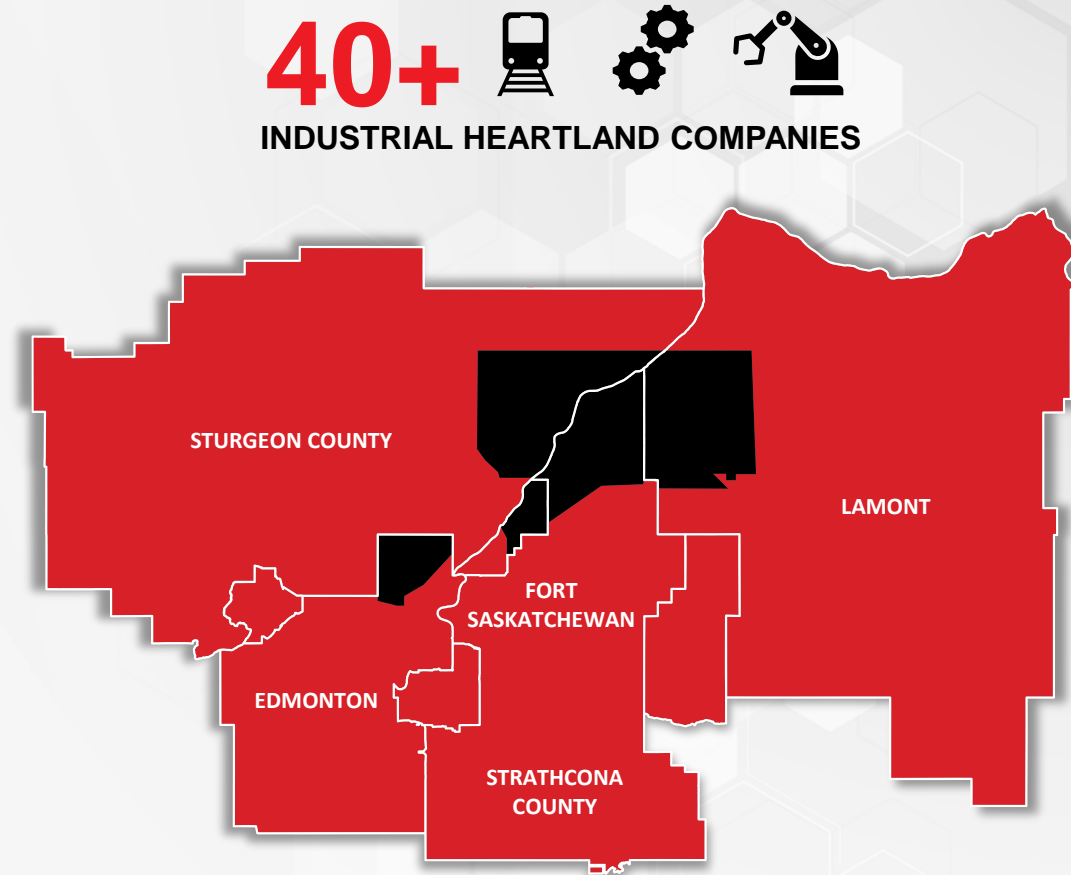 40+
INDUSTRIAL HEARTLAND COMPANIES
STURGEON COUNTY
LAMONT
FORT
SASKATCHEWAN
EDMONTON
STRATHCONA
COUNTY